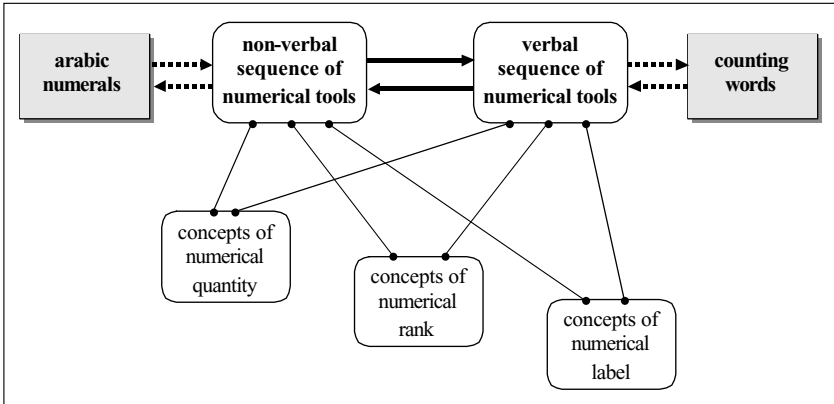 arabic
numerals
non-verbal
sequence of
numerical tools
verbal
sequence of
numerical tools
counting
words
concepts of
numerical
quantity
concepts of
numerical
rank
concepts of
numerical
label